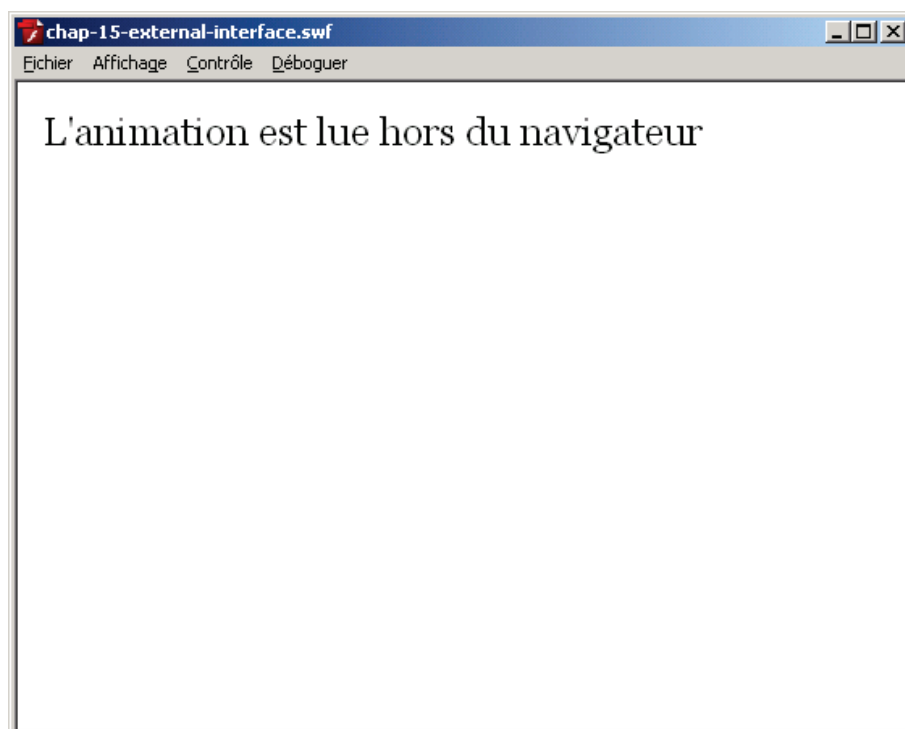 chap-15-external-interface.swf
Fichier Affichage Contrôle Déboguer
L'animation est lue hors du navigateur